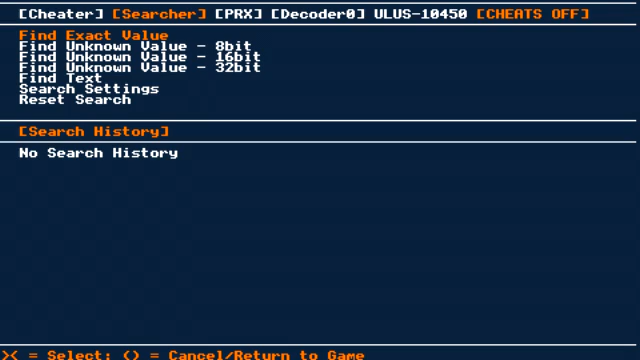 [Cheater] [Searcher] [PRX] [Decoder0] ULUS-10450 [CHEATS OFF]
Find Exact Value
Find Unknown Value - 8bit
Find Unknown Value - 16bit
Find Unknown Value - 32bit
Find Text
Search Settings
Reset Search
[Search History]
No Search History
>< = Select; () = Cancel/Return to Game